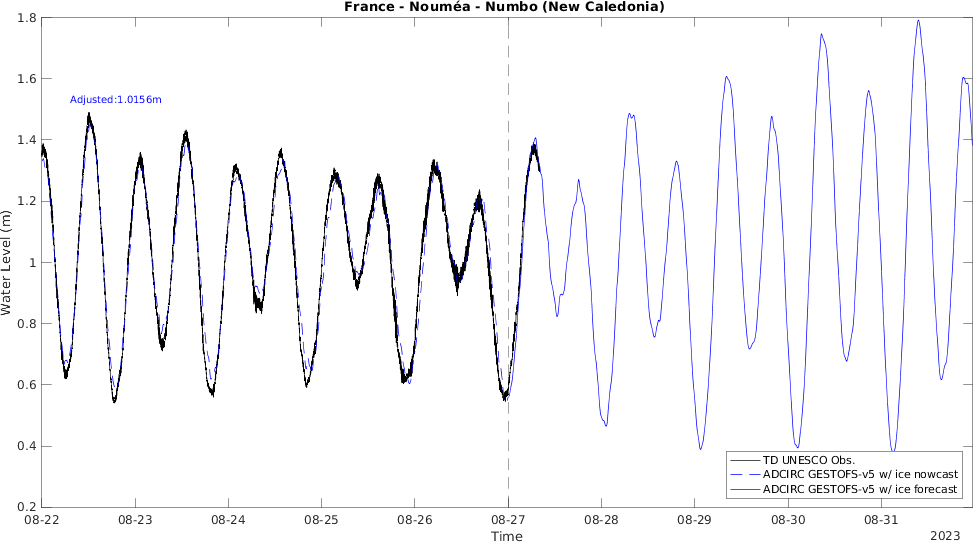 France - Nouméa - Numbo (New Caledonia)
1.8
1.6
1.4
1.2
1
0.8
0.6
0.4
0.2
Water Level (m)
Adjusted:1.0156m
TD UNESCO Obs.
ADCIRC GESTOFS-v5 w/ ice nowcast
ADCIRC GESTOFS-v5 w/ ice forecast
08-22 08-23 08-24 08-25 08-26 08-27 08-28 08-29 08-30 08-31
Time
2023